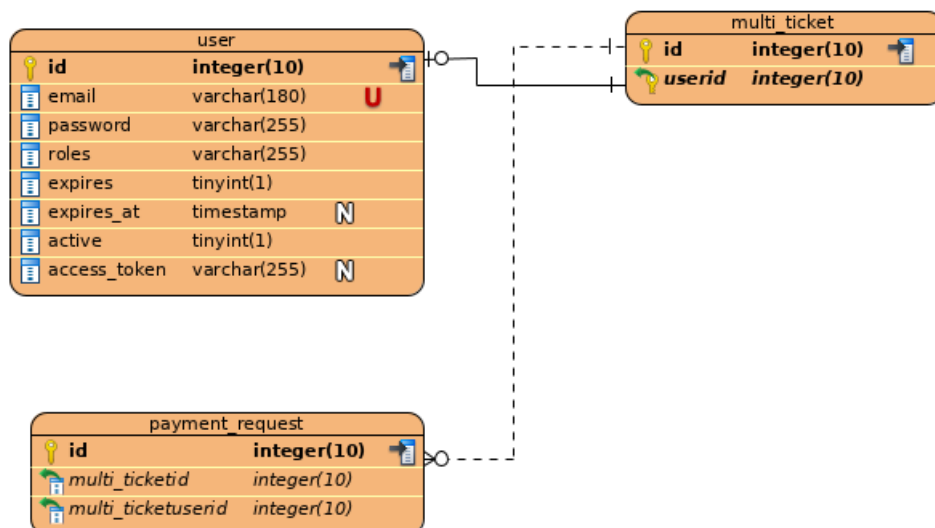 user
id integer(10)
email varchar(180) U
password varchar(255)
roles varchar(255)
expires tinyint(1)
expires_at timestamp N
active tinyint(1)
access_token varchar(255) N
multi_ticket
id integer(10)
userid integer(10)
payment_request
id integer(10)
multi_ticketid integer(10)
multi_ticketuserid integer(10)